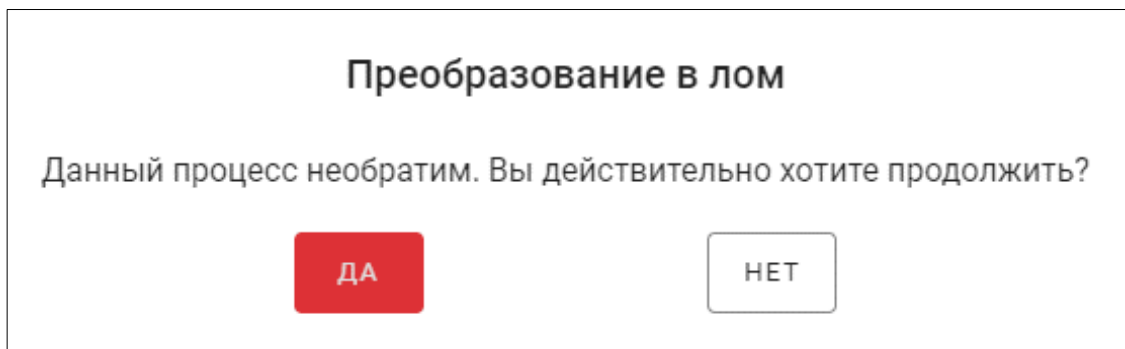 Преобразование в лом
Данный процесс необратим. Вы действительно хотите продолжить?
ДА
НЕТ